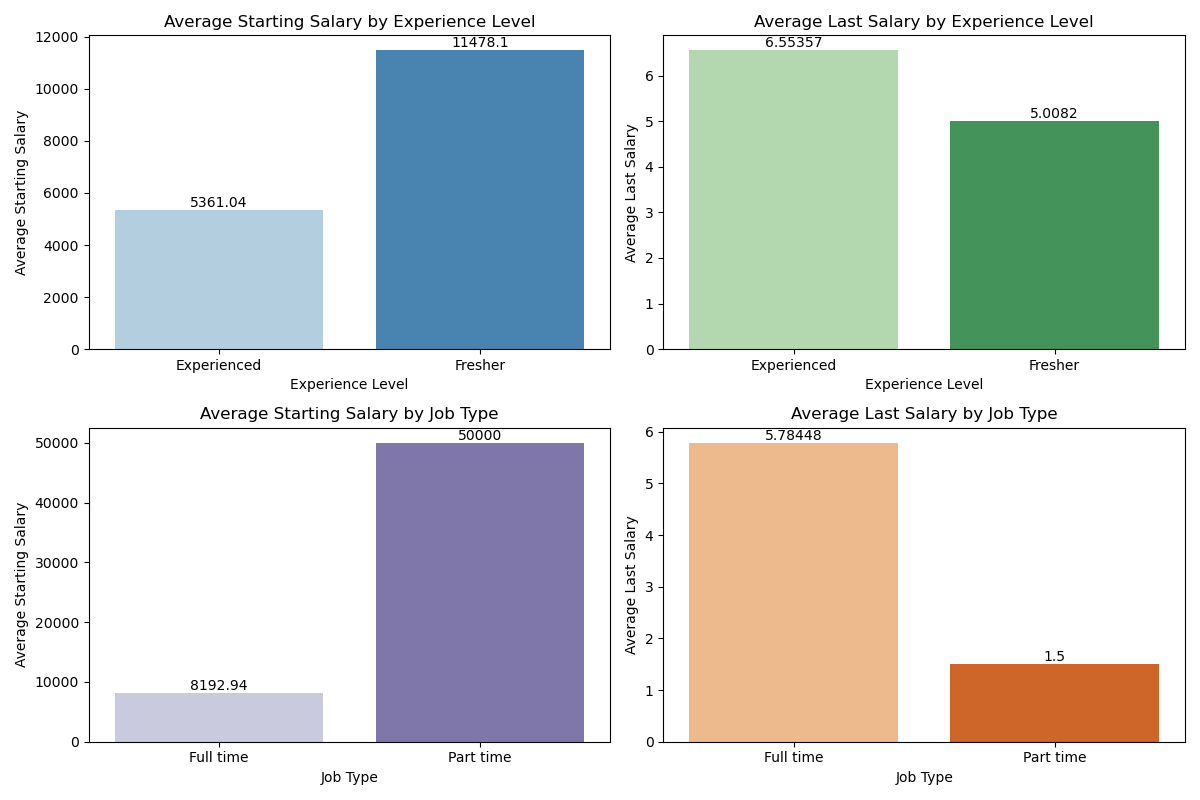 Average Starting Salary by Experience Level
12000
10000
8000
6000
4000
2000
0
Average Starting Salary
5361.04
11478.1
Experienced
Fresher
Experience Level
Average Last Salary by Experience Level
6
5
4
3
2
1
0
Average Last Salary
6.55357
5.0082
Experienced
Fresher
Experience Level
Average Starting Salary by Job Type
50000
40000
30000
20000
10000
0
Average Starting Salary
8192.94
50000
Full time
Part time
Job Type
Average Last Salary by Job Type
6
5
4
3
2
1
0
Average Last Salary
5.78448
1.5
Full time
Part time
Job Type